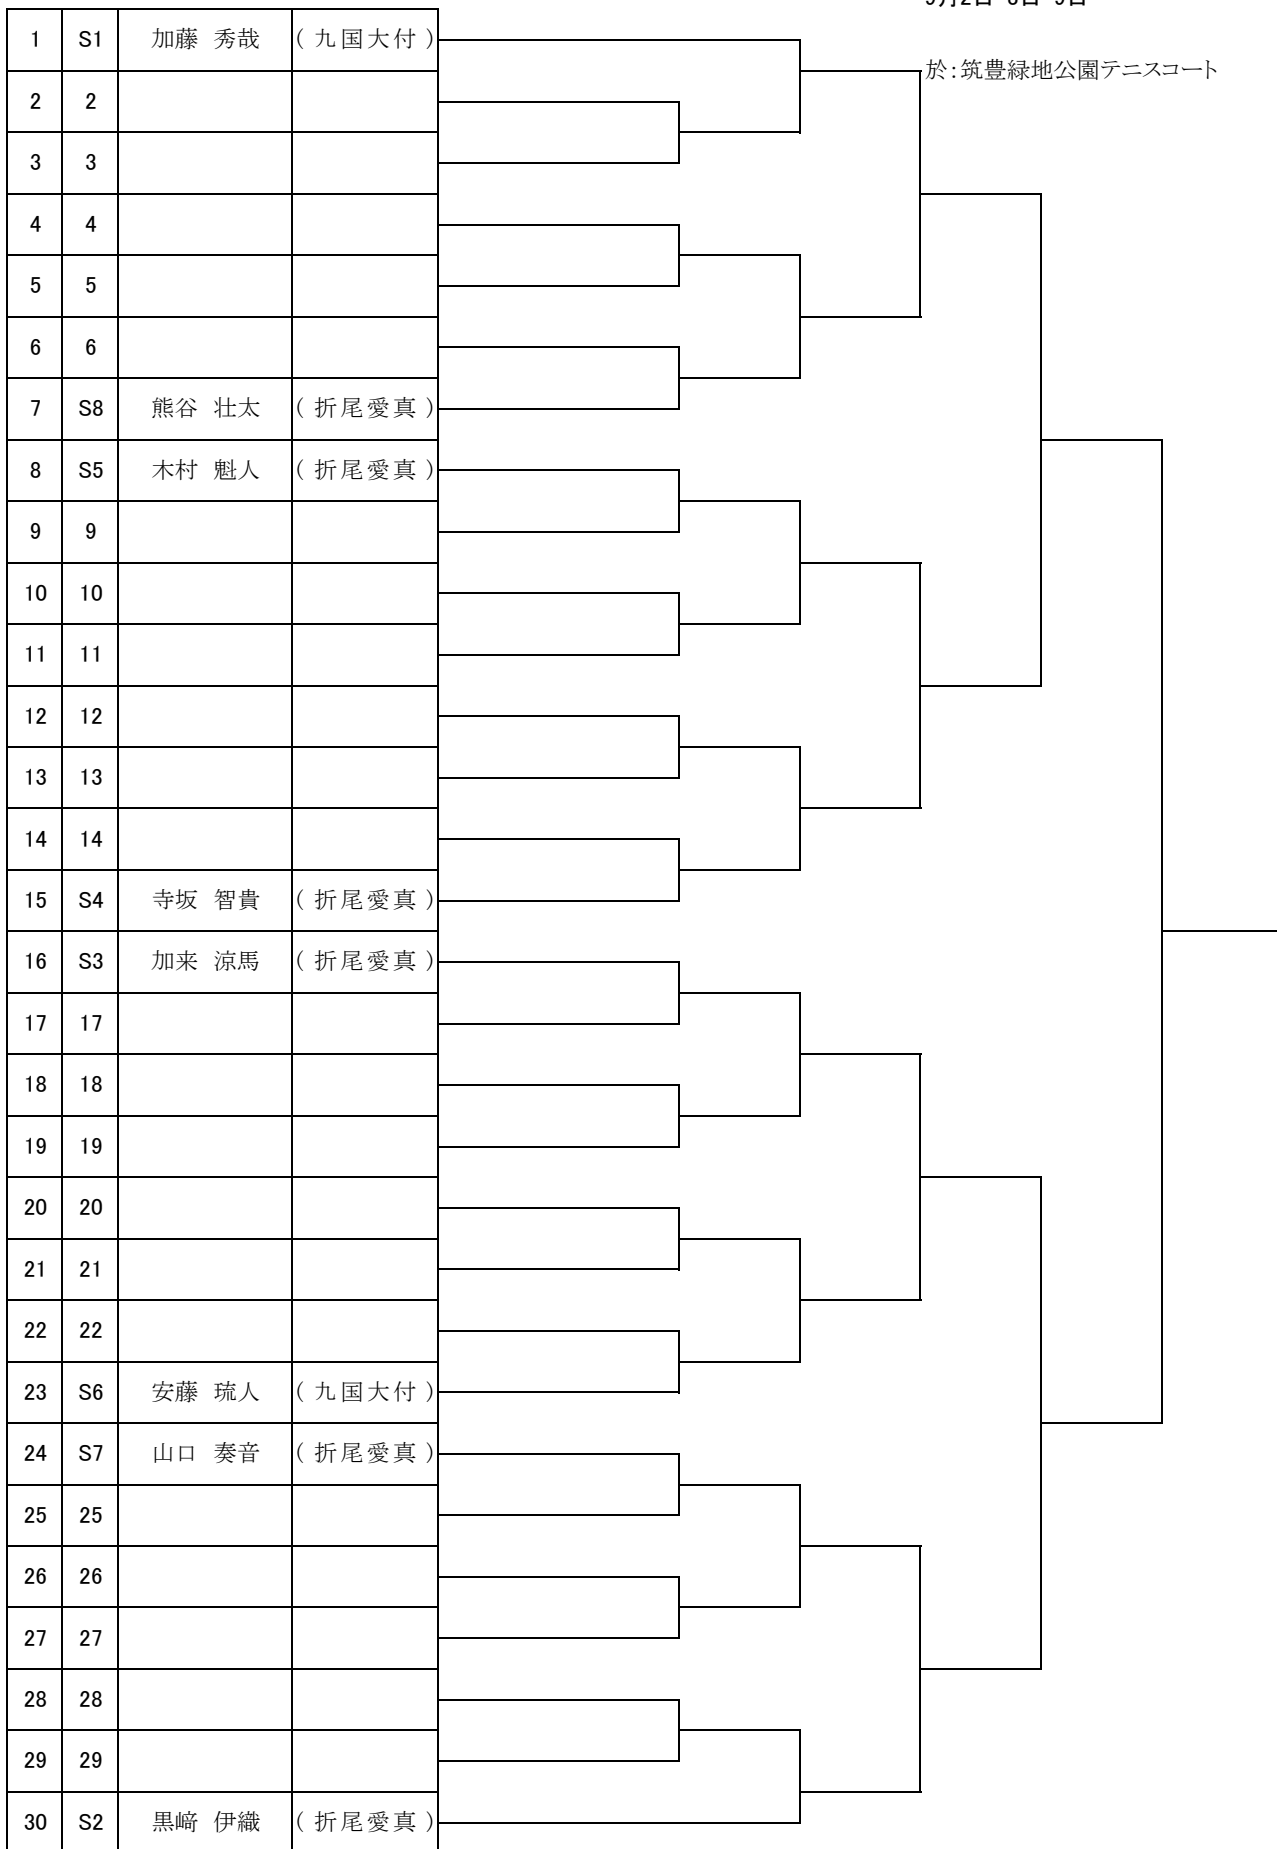 9月2日
於：筑豊緑地公園テニスコート
1 S1 加藤 秀哉 ( 九国大付 )
2 2
3 3
4 4
5 5
6 6
7 S8 熊谷 壮太 ( 折尾愛真 )
8 S5 木村 魁人 ( 折尾愛真 )
9 9
10 10
11 11
12 12
13 13
14 14
15 S4 寺坂 智貴 ( 折尾愛真 )
16 S3 加来 涼馬 ( 折尾愛真 )
17 17
18 18
19 19
20 20
21 21
22 22
23 S6 安藤 琉人 ( 九国大付 )
24 S7 山口 奏音 ( 折尾愛真 )
25 25
26 26
27 27
28 28
29 29
30 S2 黒﨑 伊織 ( 折尾愛真 )